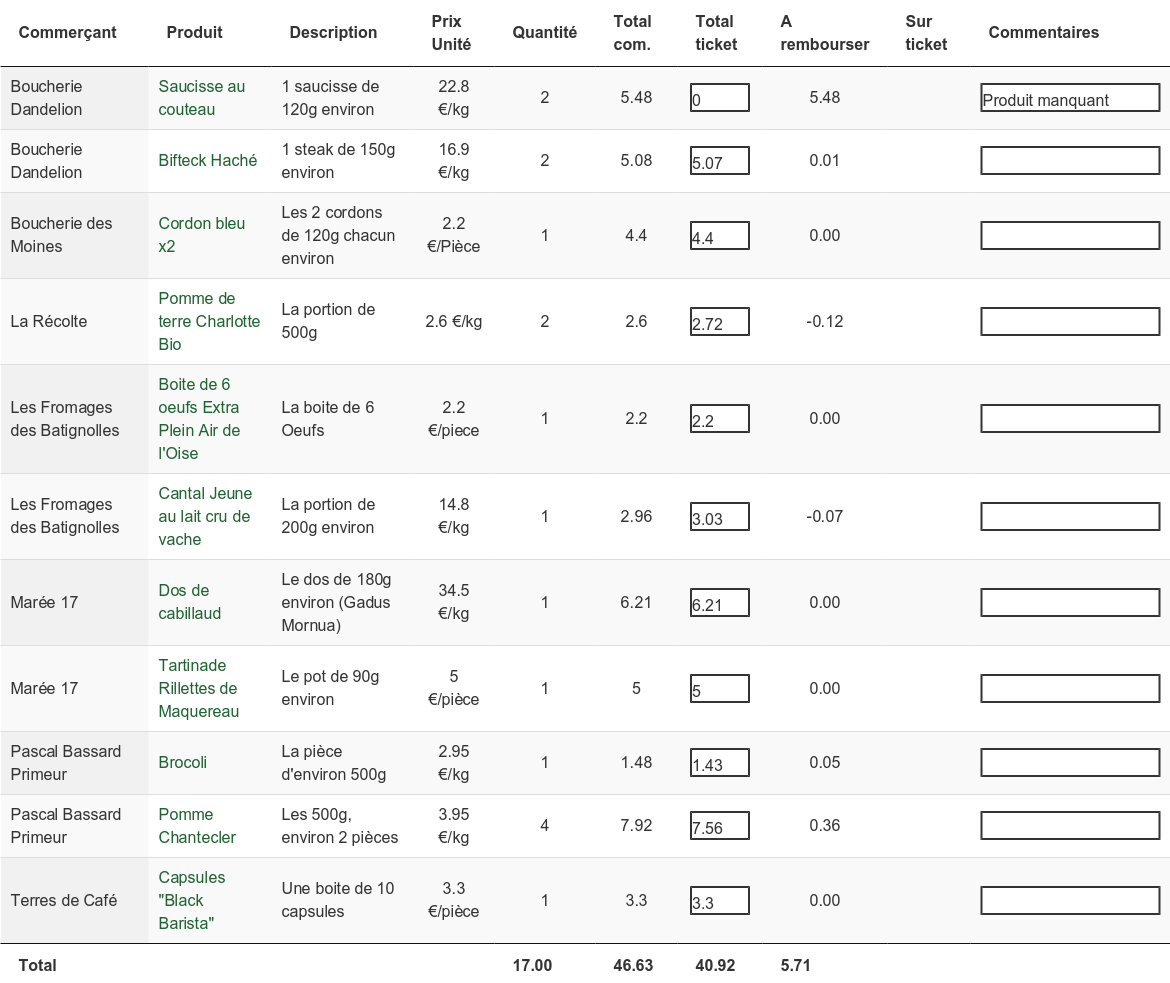 Commerçant Produit Description Prix Unité Quantité Total com. Total ticket A rembourser Sur ticket Commentaires
Boucherie Dandelion Saucisse au couteau 1 saucisse de 120g environ 22.8 €/kg 2 5.48 0 5.48 Produit manquant
Boucherie Dandelion Bifteck Haché 1 steak de 150g environ 16.9 €/kg 2 5.08 5.07 0.01
Boucherie des Moines Cordon bleu x2 Les 2 cordons de 120g chacun environ 2.2 €/Pièce 1 4.4 4.4 0.00
La Récolte Pomme de terre Charlotte Bio La portion de 500g 2.6 €/kg 2 2.6 2.72 -0.12
Les Fromages des Batignolles Boite de 6 oeufs Extra Plein Air de l'Oise La boite de 6 Oeufs 2.2 €/piece 1 2.2 2.2 0.00
Les Fromages des Batignolles Cantal Jeune au lait cru de vache La portion de 200g environ 14.8 €/kg 1 2.96 3.03 -0.07
Marée 17 Dos de cabillaud Le dos de 180g environ (Gadus Mornua) 34.5 €/kg 1 6.21 6.21 0.00
Marée 17 Tartinade Rillettes de Maquereau Le pot de 90g environ 5 €/pièce 1 5 5 0.00
Pascal Bassard Primeur Brocoli La pièce d'environ 500g 2.95 €/kg 1 1.48 1.43 0.05
Pascal Bassard Primeur Pomme Chantecler Les 500g, environ 2 pièces 3.95 €/kg 4 7.92 7.56 0.36
Terres de Café Capsules "Black Barista" Une boite de 10 capsules 3.3 €/pièce 1 3.3 3.3 0.00
Total 17.00 46.63 40.92 5.71